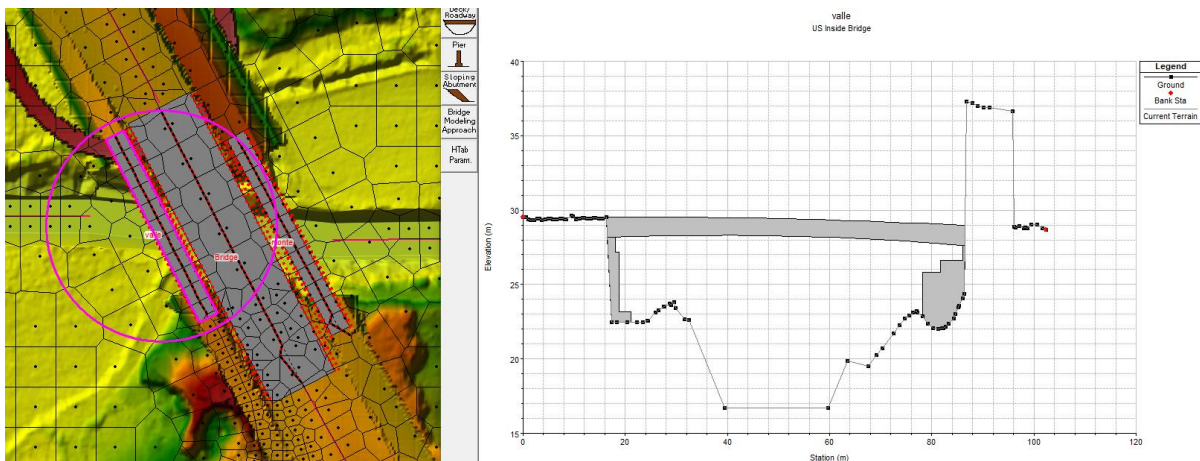 Deck/
Roadway
Pier
Sloping
Abutment
Bridge
Modeling
Approach
HTab
Param.
valle
Bridge
monte
valle
US Inside Bridge
Legend
Ground
Bank Sta
Current Terrain
Elevation (m)
40
35
30
25
20
15
0
20
40
60
80
100
120
Station (m)